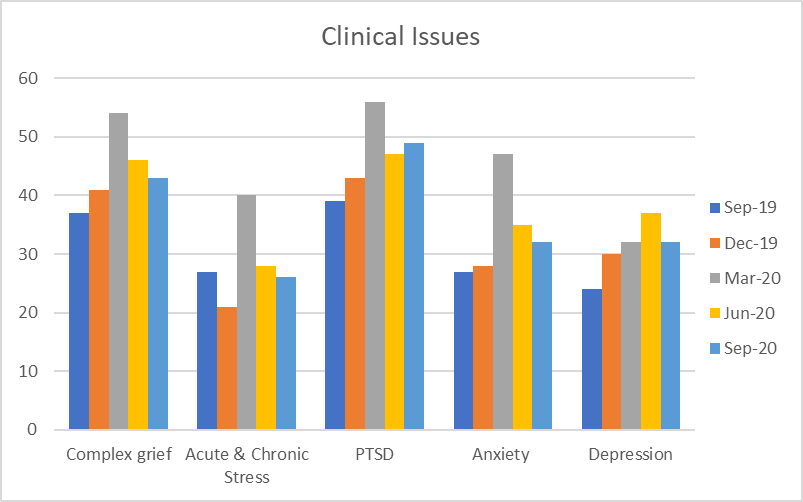 Clinical Issues
60
50
40
30
20
10
0
Complex grief
Acute & Chronic
Stress
PTSD
Anxiety
Depression
Sep-19
Dec-19
Mar-20
Jun-20
Sep-20